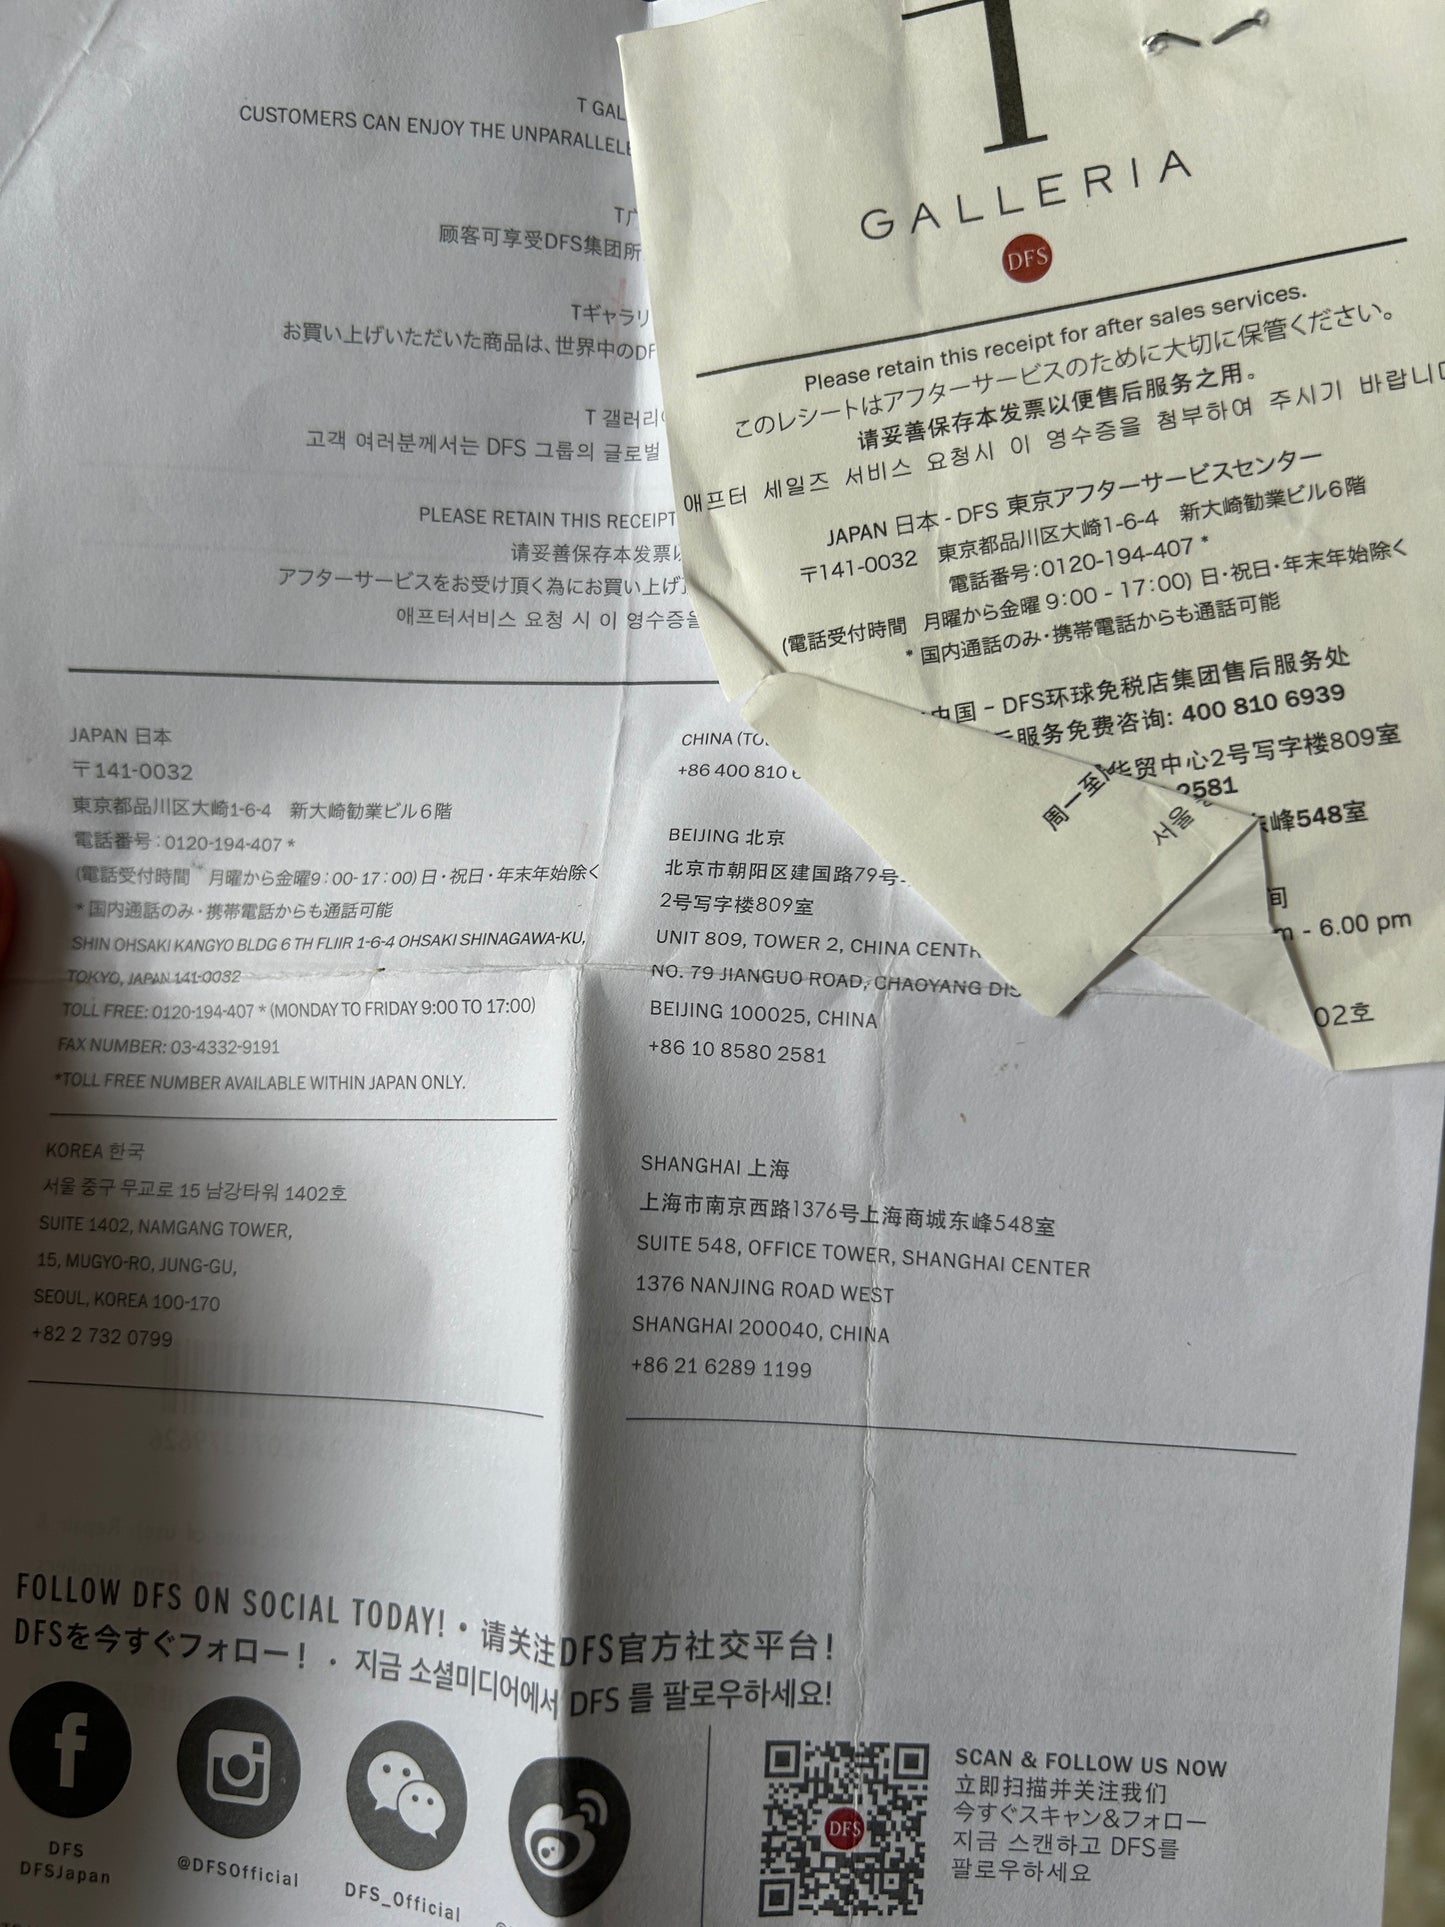 T GAL
CUSTOMERS CAN ENJOY THE UNPARALLELE
T广
顾客可享受DFS集团所
Tギャラリ
お買い上げいただいた商品は、世界中のDF
T 갤러리
고객 여러분께서는 DFS 그룹의 글로벌
PLEASE RETAIN THIS RECEIPT
请妥善保存本发票以
アフターサービスをお受け頂く為にお買い上げ
애프터서비스 요청 시 이 영수증을
JAPAN 日本
〒141-0032
東京都品川区大崎1-6-4 新大崎勧業ビル6階
電話番号:0120-194-407 *
(電話受付時間 月曜から金曜9:00-17:00) 日・祝日・年末年始除く
* 国内通話のみ・携帯電話からも通話可能
SHIN OHSAKI KANGYO BLDG 6 TH FLIIR 1-6-4 OHSAKI SHINAGAWA-KU,
TOKYO, JAPAN 141-0032
TOLL FREE: 0120-194-407 * (MONDAY TO FRIDAY 9:00 TO 17:00)
FAX NUMBER: 03-4332-9191
*TOLL FREE NUMBER AVAILABLE WITHIN JAPAN ONLY.
KOREA 한국
서울 중구 무교로 15 남강타워 1402호
SUITE 1402, NAMGANG TOWER,
15, MUGYO-RO, JUNG-GU,
SEOUL, KOREA 100-170
+82 2 732 0799
CHINA (TO
+86 400 810
BEIJING 北京
北京市朝阳区建国路79号
2号写字楼809室
UNIT 809, TOWER 2, CHINA CENTR
NO. 79 JIANGUO ROAD, CHAOYANG DIS
BEIJING 100025, CHINA
+86 10 8580 2581
SHANGHAI 上海
上海市南京西路1376号上海商城东峰548室
SUITE 548, OFFICE TOWER, SHANGHAI CENTER
1376 NANJING ROAD WEST
SHANGHAI 200040, CHINA
+86 21 6289 1199
FOLLOW DFS ON SOCIAL TODAY! • 请关注DFS官方社交平台!
DFSを今すぐフォロー! · 지금 소셜미디어에서 DFS 를 팔로우하세요!
DFS
DFSJapan
@DFSOfficial
DFS_Official
DFS
SCAN & FOLLOW US NOW
立即扫描并关注我们
今すぐスキャン&フォロー
지금 스캔하고 DFS를
팔로우하세요
T
GALLERIA
DFS
Please retain this receipt for after sales services.
このレシートはアフターサービスのために大切に保管ください。
请妥善保存本发票以便售后服务之用。
애프터 세일즈 서비스 요청시 이 영수증을 첨부하여 주시기 바랍니다
JAPAN 日本 - DFS 東京アフターサービスセンター
〒141-0032 東京都品川区大崎1-6-4 新大崎勧業ビル6階
電話番号:0120-194-407 *
(電話受付時間 月曜から金曜 9:00 - 17:00) 日・祝日・年末年始除く
* 国内通話のみ・携帯電話からも通話可能
中国 - DFS环球免税店集团售后服务处
后服务免费咨询: 400 810 6939
华贸中心2号写字楼809室
2581
东峰548室
间
m - 6.00 pm
02호
周一至
서울